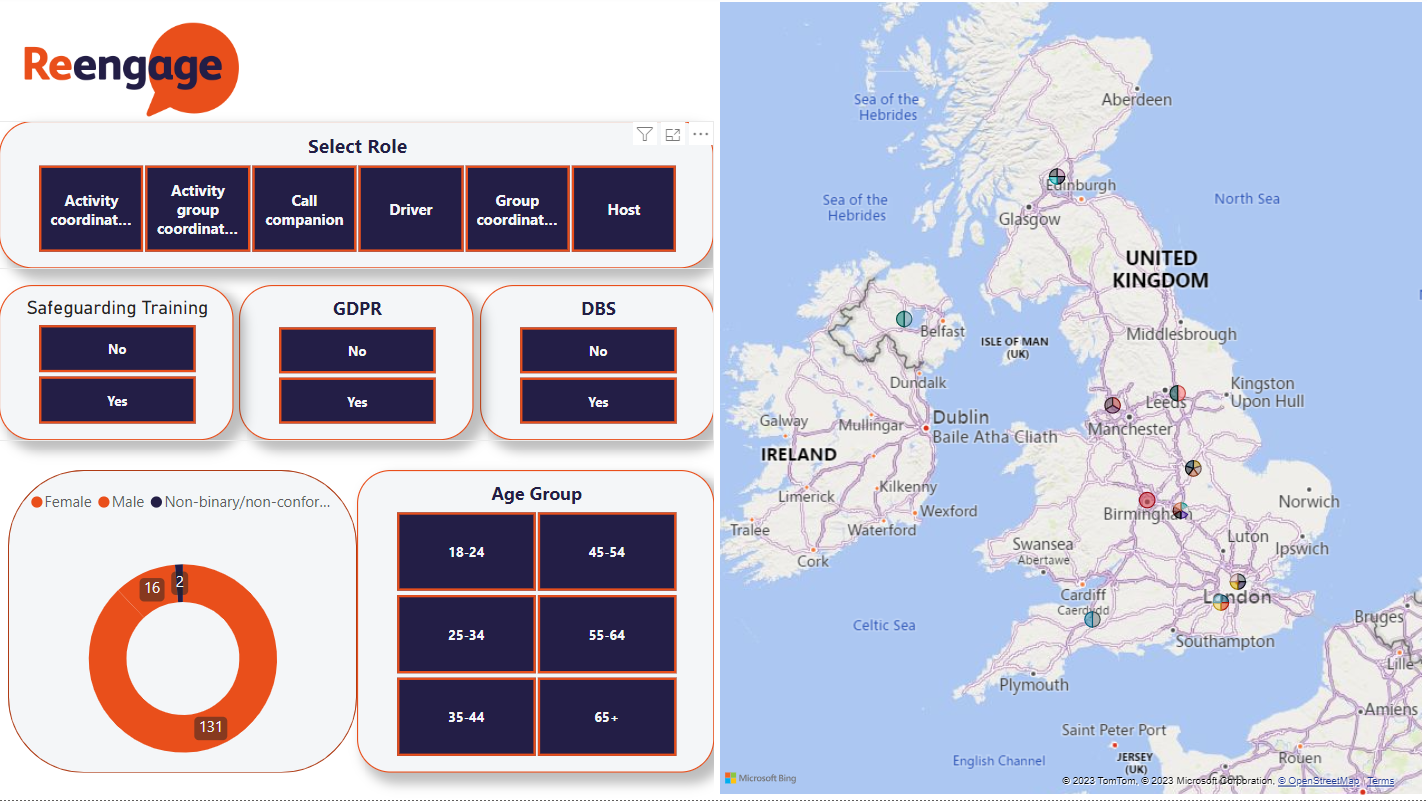 Reengage
Select Role
Activity
coordinat...
Activity
group
coordinat...
Call
companion
Driver
Group
coordinat...
Host
Safeguarding Training
No
Yes
GDPR
No
Yes
DBS
No
Yes
Female
Male
Non-binary/non-confor...
16
2
131
Age Group
18-24
45-54
25-34
55-64
35-44
65+
Aberdeen
Sea of the
Hebrides
Edinburgh
Sea of the
Hebrides
North Sea
Glasgow
UNITED
KINGDOM
Belfast
ISLE OF MAN
(UK)
Middlesbrough
Dundalk
Leeds
Kingston
Upon Hull
Galway
Mullingar
Dublin
Baile Atha Cliath
Manchester
IRELAND
Limerick
Kilkenny
Norwich
Wexford
Birmingham
Tralee
Waterford
Luton
Ipswich
Swansea
Abertawe
Cork
Cardiff
Caerdydd
London
Celtic Sea
Southampton
Bruges
Lille
Plymouth
Amiens
Saint Peter Port
JERSEY
(UK)
English Channel
Rouen
Microsoft Bing
© 2023 TomTom, © 2023 Microsoft Corporation, © OpenStreetMap Terms